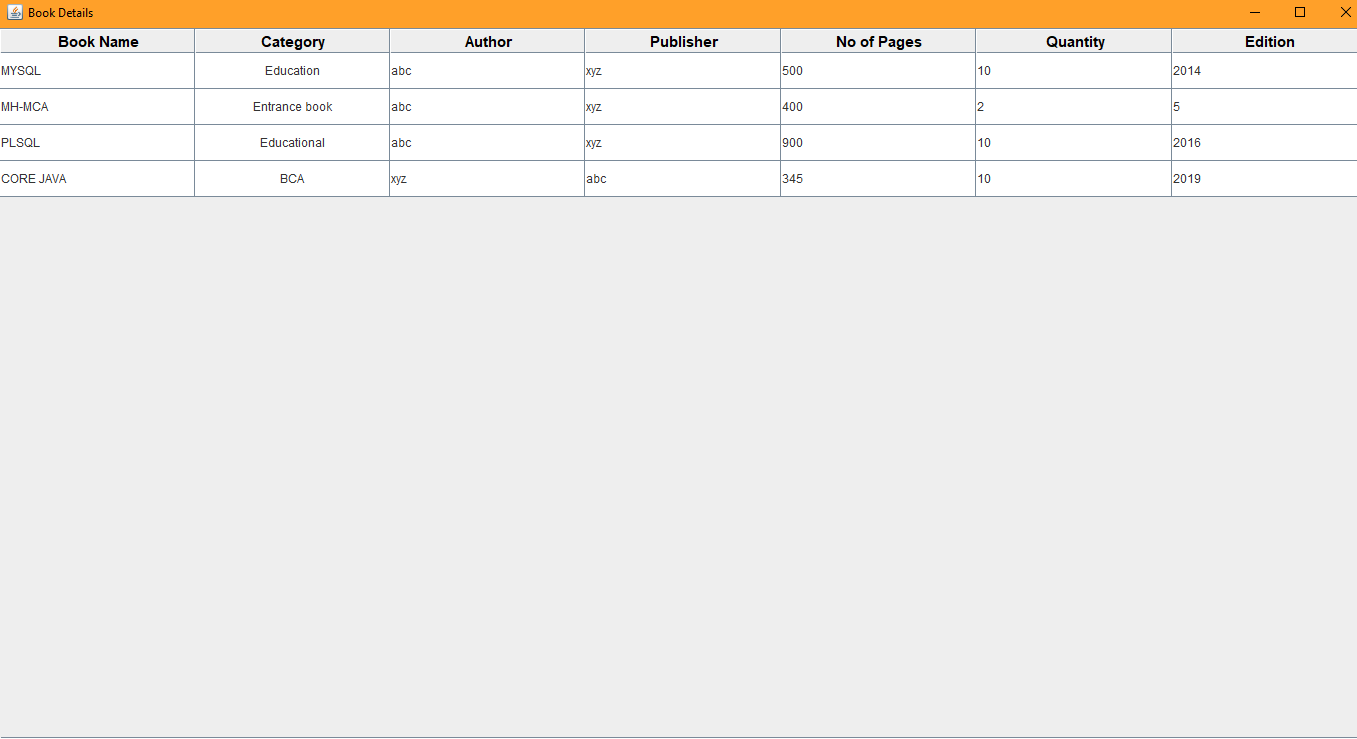 Book Details
Book Name Category Author Publisher No of Pages Quantity Edition
MYSQL Education abc xyz 500 10 2014
MH-MCA Entrance book abc xyz 400 2 5
PLSQL Educational abc xyz 900 10 2016
CORE JAVA BCA xyz abc 345 10 2019